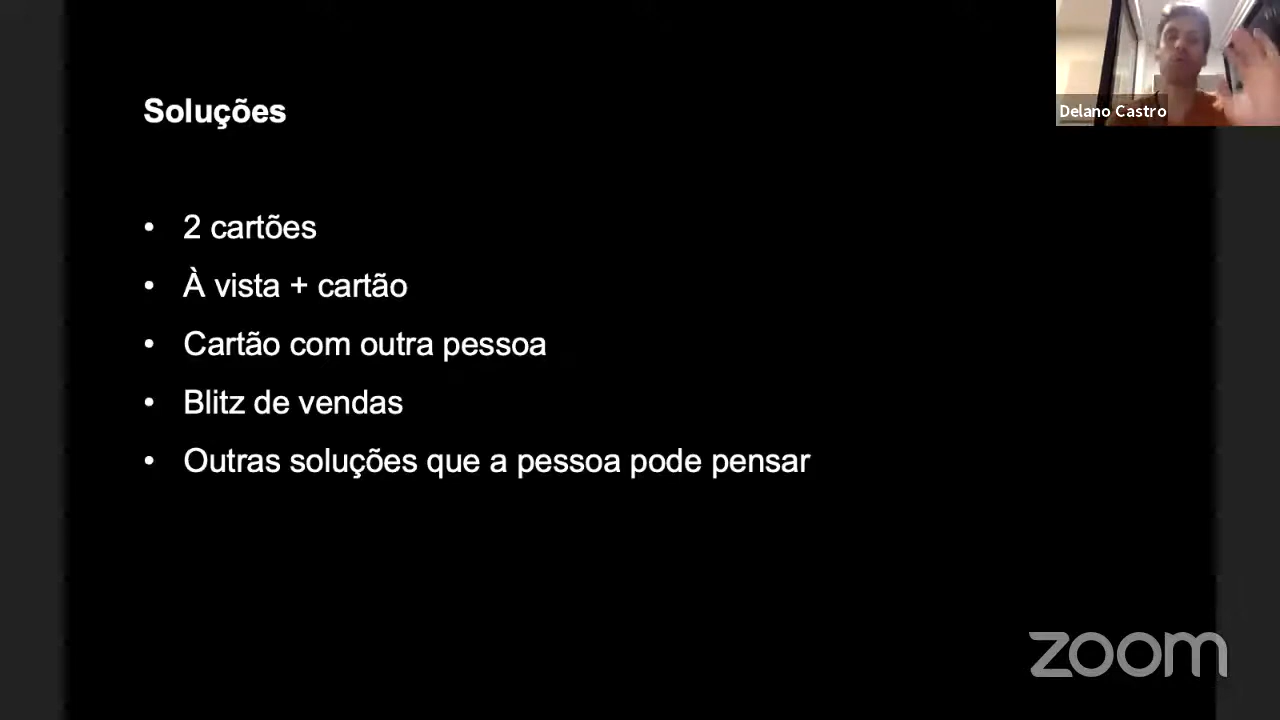 Delano Castro
Soluções
• 2 cartões
• À vista + cartão
• Cartão com outra pessoa
• Blitz de vendas
• Outras soluções que a pessoa pode pensar
zoom